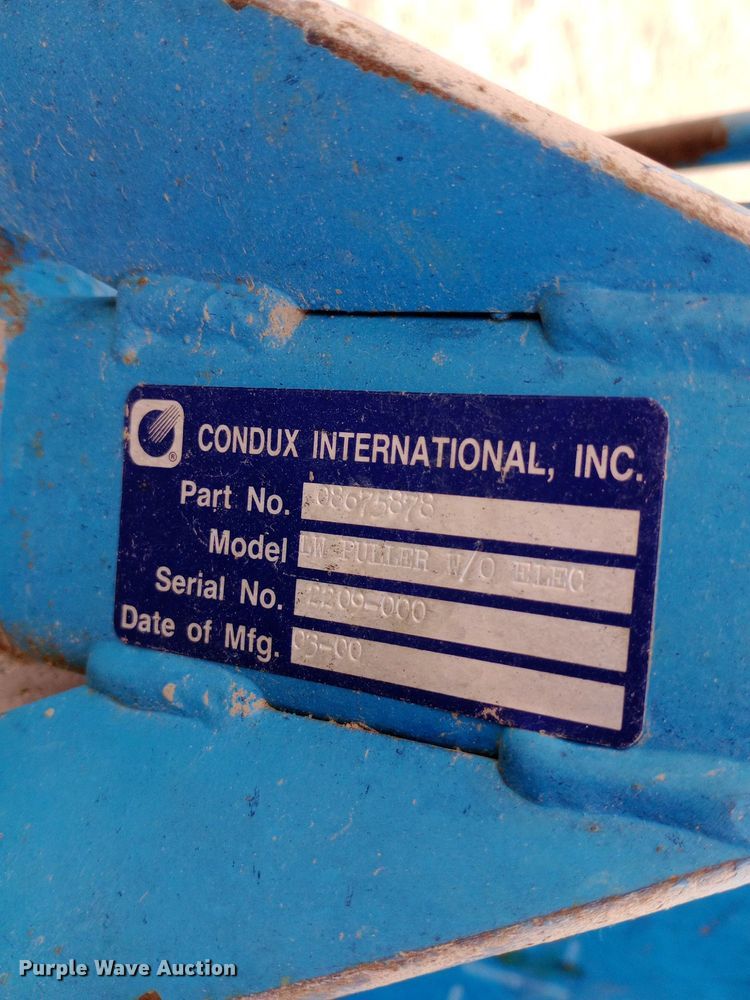 CONDUX INTERNATIONAL, INC.
Part No. 08675878
Model LW PULLER W/O ELEC
Serial No. 2209-000
Date of Mfg. 03-00
Purple Wave Auction